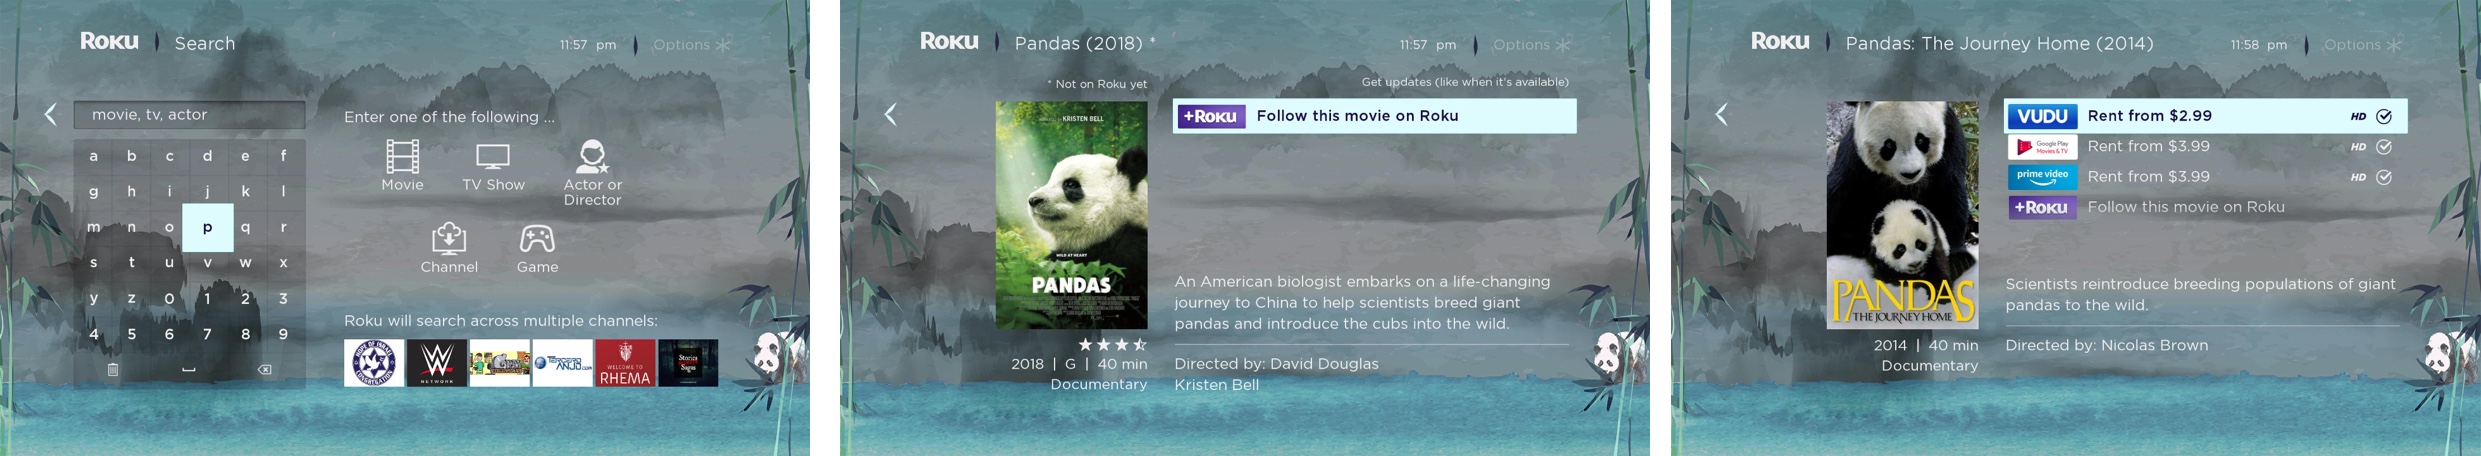 Roku Search 11:57 pm Options
movie, tv, actor
Enter one of the following ...
a b c d e f
g h i j k l
m n o p q r
s t u v w x
y z 0 1 2 3
4 5 6 7 8 9
Movie TV Show Actor or
Director
Channel Game
Roku will search across multiple channels:
HOPE OF ISRAEL
CONGREGATION
W
NETWORK
WELCOME TO
RHEMA
Stories
Sagas
Roku Pandas (2018) * 11:57 pm Options
* Not on Roku yet
Get updates (like when it's available)
+Roku Follow this movie on Roku
KRISTEN BELL
WILD AT HEART
PANDAS
2018 | G | 40 min
Documentary
An American biologist embarks on a life-changing
journey to China to help scientists breed giant
pandas and introduce the cubs into the wild.
Directed by: David Douglas
Kristen Bell
Roku Pandas: The Journey Home (2014) 11:58 pm Options
VUDU Rent from $2.99 HD
Google Play
Movies & TV Rent from $3.99 HD
prime video Rent from $3.99 HD
+Roku Follow this movie on Roku
PANDAS
THE JOURNEY HOME
2014 | 40 min
Documentary
Scientists reintroduce breeding populations of giant
pandas to the wild.
Directed by: Nicolas Brown